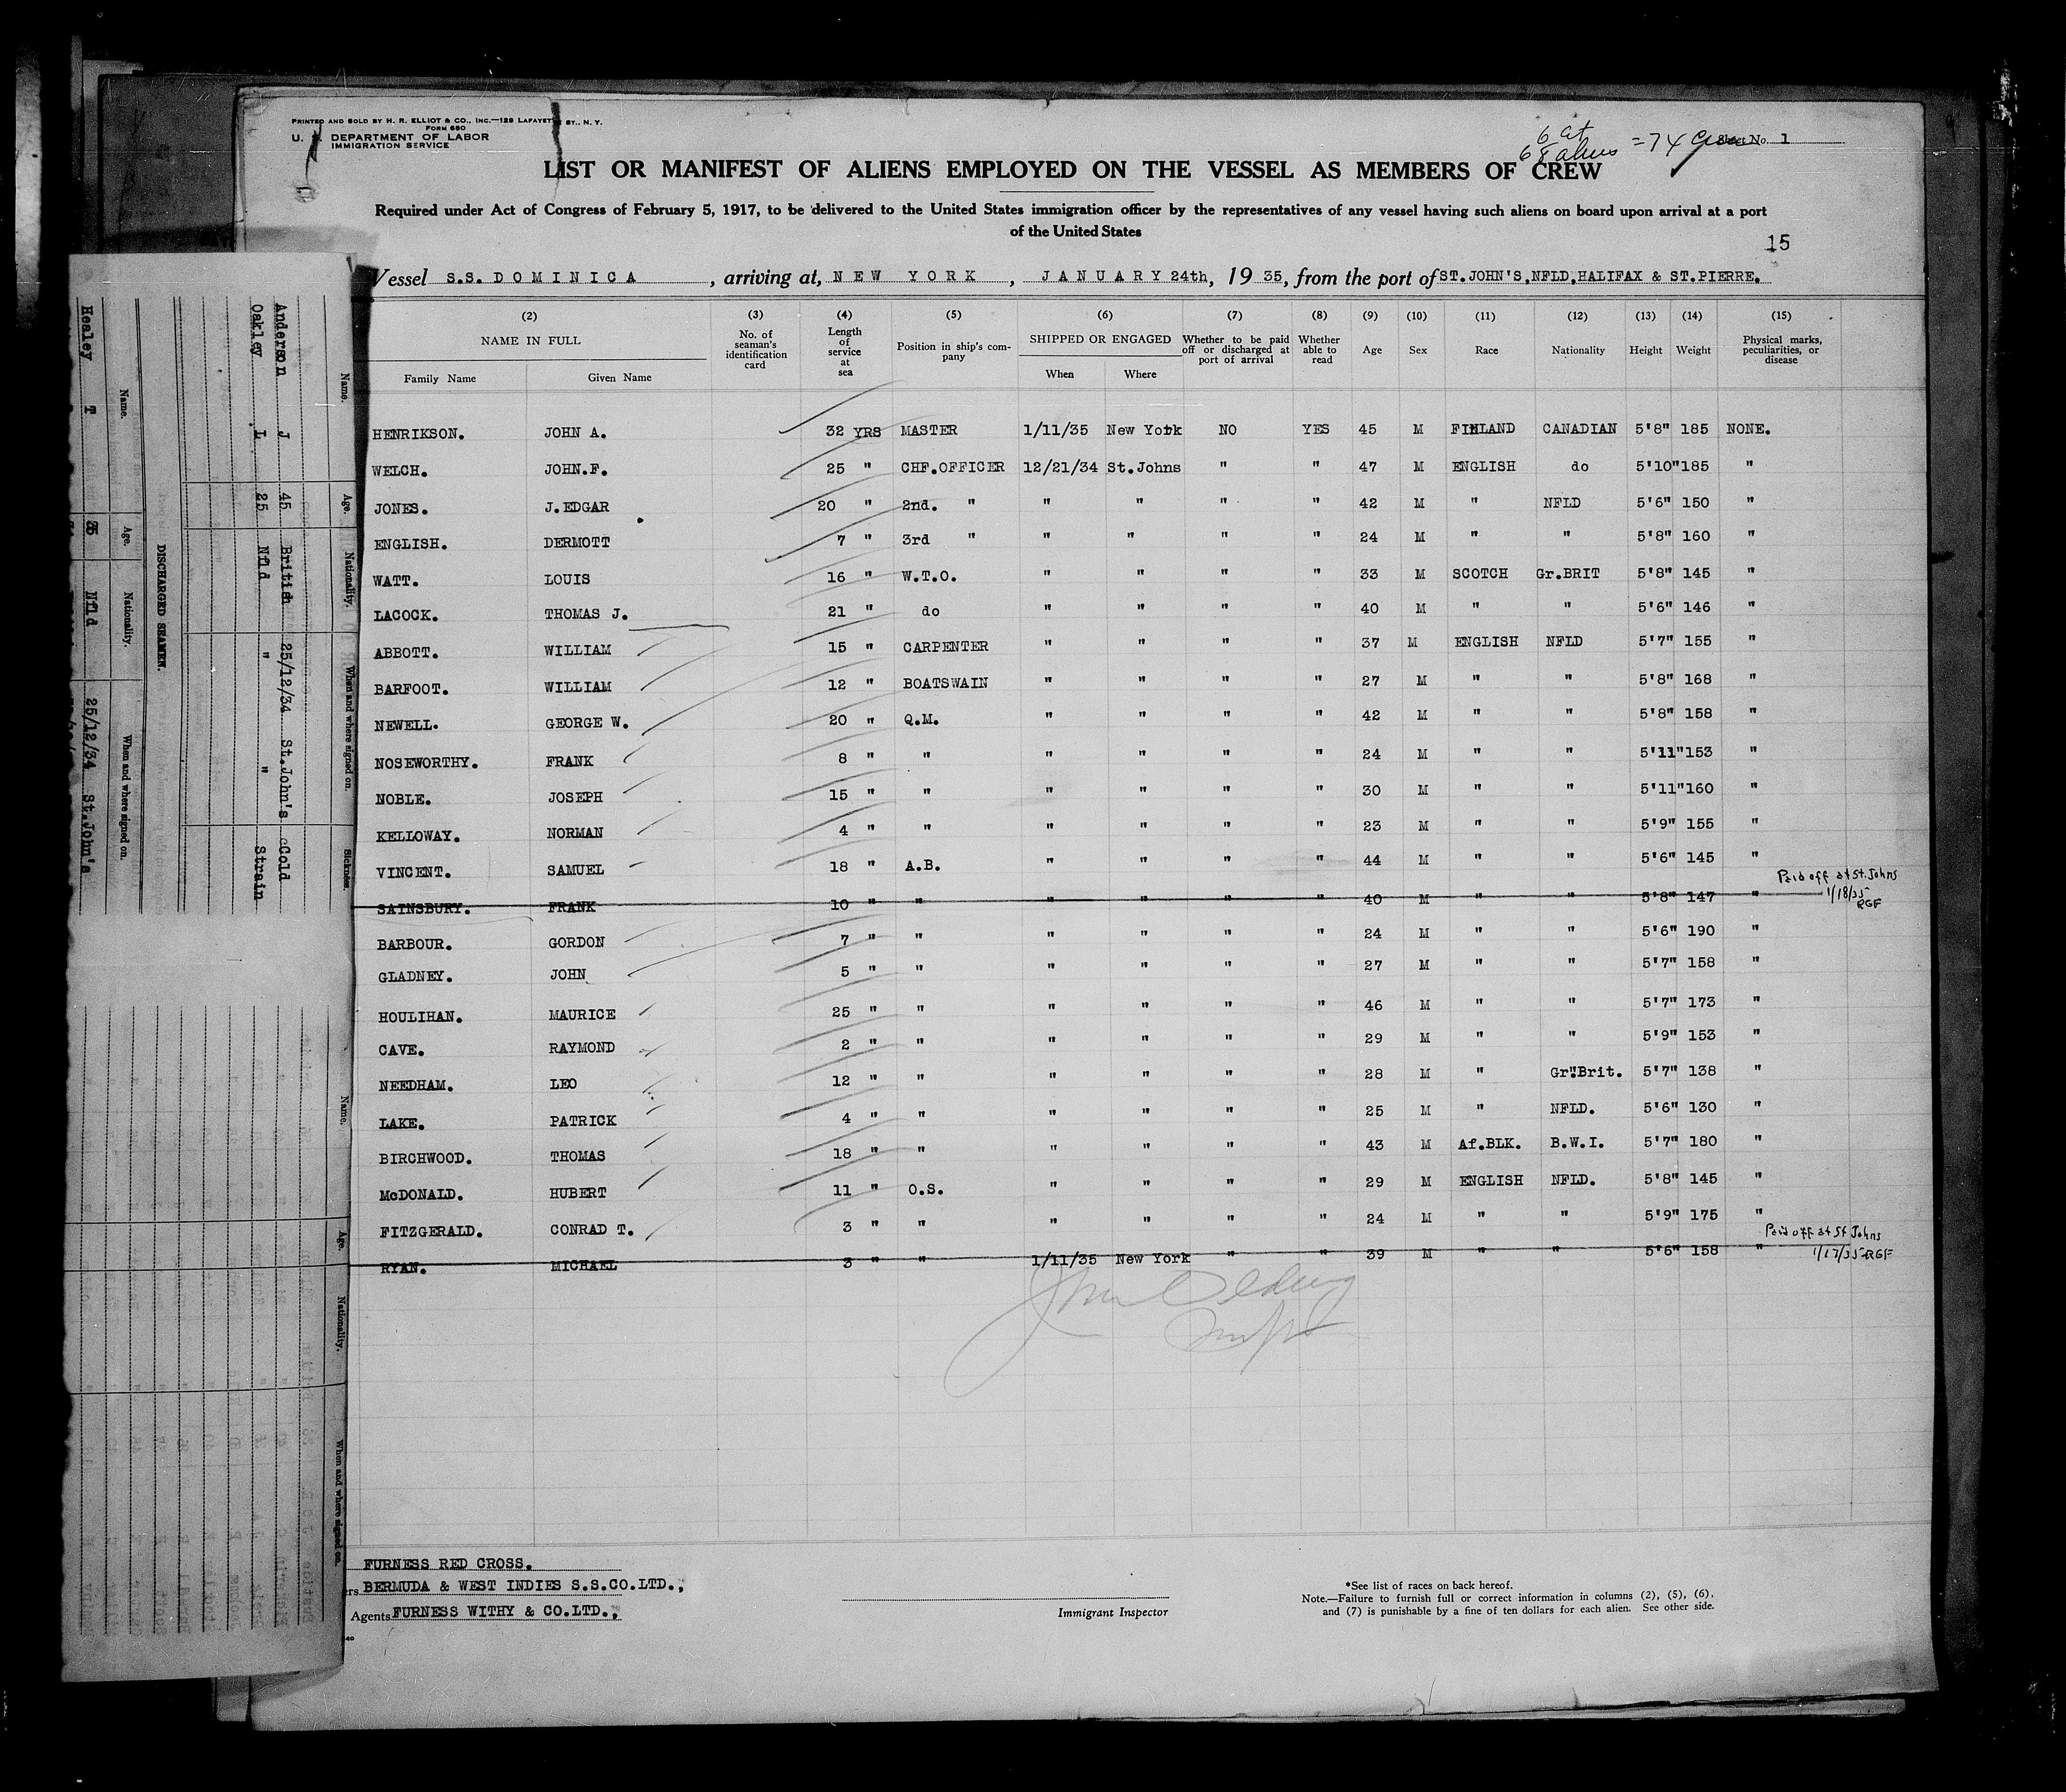 PRINTED AND SOLD BY H. R. ELLIOT & CO., INC.—129 LAFAYETTE ST., N. Y.
FORM 680
U. S. DEPARTMENT OF LABOR
IMMIGRATION SERVICE
6 at
68 aliens = 74 Crew
Sheet No. 1
LIST OR MANIFEST OF ALIENS EMPLOYED ON THE VESSEL AS MEMBERS OF CREW
Required under Act of Congress of February 5, 1917, to be delivered to the United States immigration officer by the representatives of any vessel having such aliens on board upon arrival at a port
of the United States
15
Vessel S.S. DOMINICA, arriving at, NEW YORK, JANUARY 24th, 1935, from the port of ST.JOHN'S,NFLD,HALIFAX & ST.PIERRE.
(2) (3) (4) (5) (6) (7) (8) (9) (10) (11) (12) (13) (14) (15)
NAME IN FULL No. of seaman's identification card Length of service at sea Position in ship's company SHIPPED OR ENGAGED Whether to be paid off or discharged at port of arrival Whether able to read Age Sex Race Nationality Height Weight Physical marks, peculiarities, or disease
Family Name Given Name When Where
HENRIKSON. JOHN A. 32 YRS MASTER 1/11/35 New York NO YES 45 M FINLAND CANADIAN 5'8" 185 NONE.
WELCH. JOHN.F. 25 " CHF.OFFICER 12/21/34 St.Johns " " 47 M ENGLISH do 5'10" 185 "
JONES. J.EDGAR 20 " 2nd. " " " " " 42 M " NFLD 5'6" 150 "
ENGLISH. DERMOTT 7 " 3rd " " " " " 24 M " " 5'8" 160 "
WATT. LOUIS 16 " W.T.O. " " " " 33 M SCOTCH Gr.BRIT 5'8" 145 "
LACOCK. THOMAS J. 21 " do " " " " 40 M " " 5'6" 146 "
ABBOTT. WILLIAM 15 " CARPENTER " " " " 37 M ENGLISH NFLD 5'7" 155 "
BARFOOT. WILLIAM 12 " BOATSWAIN " " " " 27 M " " 5'8" 168 "
NEWELL. GEORGE W. 20 " Q.M. " " " " 42 M " " 5'8" 158 "
NOSEWORTHY. FRANK 8 " " " " " " 24 M " " 5'11" 153 "
NOBLE. JOSEPH 15 " " " " " " 30 M " " 5'11" 160 "
KELLOWAY. NORMAN 4 " " " " " " 23 M " " 5'9" 155 "
VINCENT. SAMUEL 18 " A.B. " " " " 44 M " " 5'6" 145 "
SAINSBURY. FRANK 10 " " " " " " 40 M " " 5'8" 147 " Paid off at St.Johns 1/18/35 RGF
BARBOUR. GORDON 7 " " " " " " 24 M " " 5'6" 190 "
GLADNEY. JOHN 5 " " " " " " 27 M " " 5'7" 158 "
HOULIHAN. MAURICE 25 " " " " " " 46 M " " 5'7" 173 "
CAVE. RAYMOND 2 " " " " " " 29 M " " 5'9" 153 "
NEEDHAM. LEO 12 " " " " " " 28 M " Gr.Brit. 5'7" 138 "
LAKE. PATRICK 4 " " " " " " 25 M " NFLD. 5'6" 130 "
BIRCHWOOD. THOMAS 18 " " " " " " 43 M Af.BLK. B.W.I. 5'7" 180 "
McDONALD. HUBERT 11 " O.S. " " " " 29 M ENGLISH NFLD. 5'8" 145 "
FITZGERALD. CONRAD T. 3 " " " " " " 24 M " " 5'9" 175 "
RYAN. MICHAEL 3 " " 1/11/35 New York " " 39 M " " 5'6" 158 " Paid off at St Johns 1/17/35 RGF
FURNESS RED CROSS.
BERMUDA & WEST INDIES S.S.CO.LTD.,
Agents FURNESS WITHY & CO.LTD.,
Immigrant Inspector
*See list of races on back hereof.
Note.—Failure to furnish full or correct information in columns (2), (5), (6),
and (7) is punishable by a fine of ten dollars for each alien. See other side.
Name. Age. Nationality. When and where signed on. Sickness.
Anderson J 45 British 25/12/34 St.John's Cold
Oakley L 25 Nfld " " Strain
DISCHARGED SEAMEN.
Name. Age. Nationality. When and where signed on.
Healey T Nfld 25/12/34 St.John's
Name. Age. Nationality. When and where signed on.